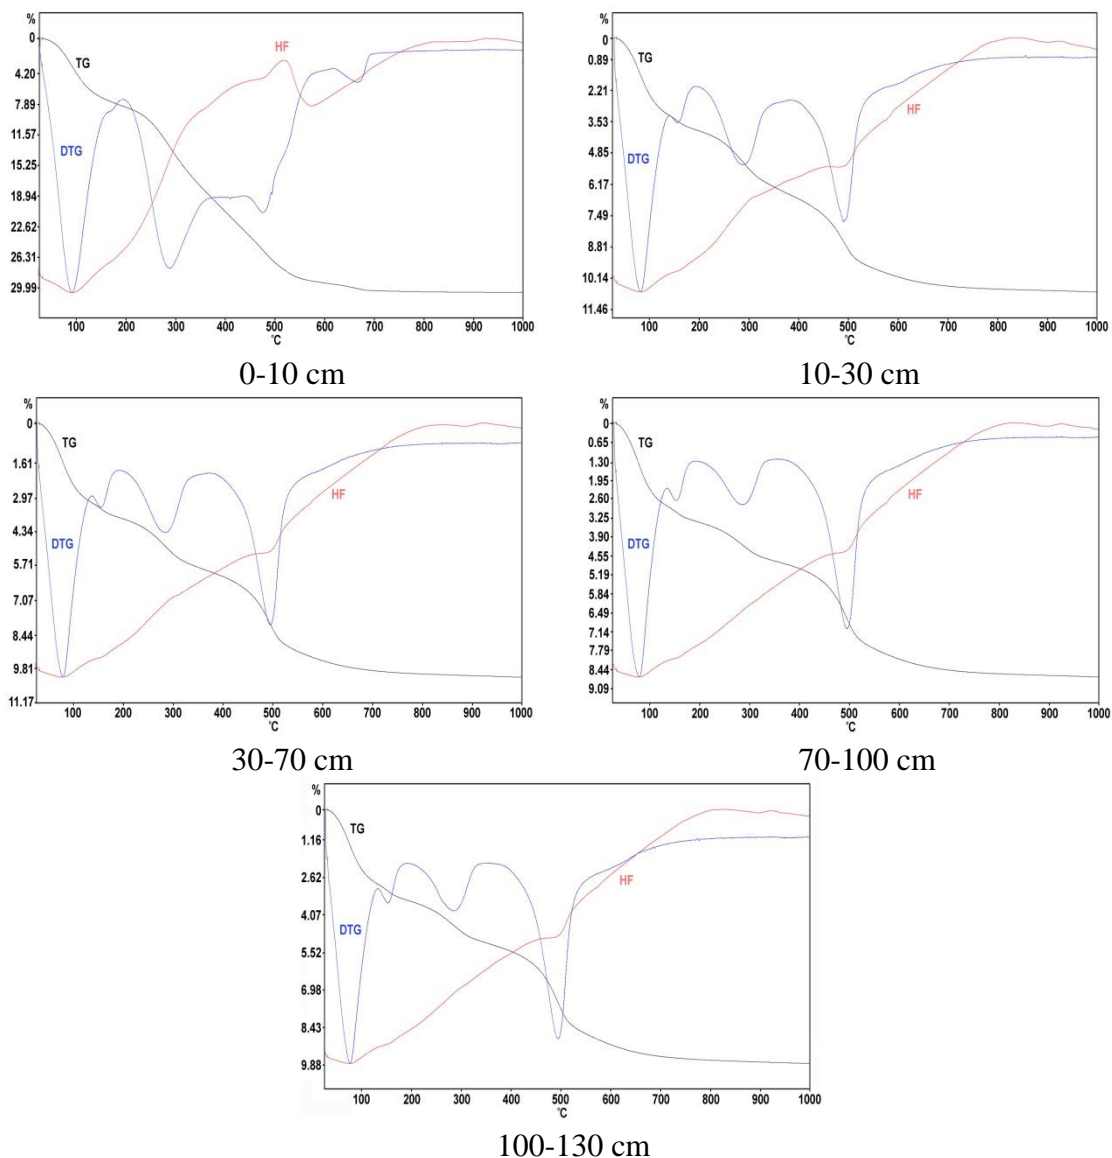 %
0
4.20
7.89
11.57
15.25
18.94
22.62
26.31
29.99
TG
HF
DTG
100 200 300 400 500 600 700 800 900 1000
°C
0-10 cm
%
0
0.89
2.21
3.53
4.85
6.17
7.49
8.81
10.14
11.46
TG
DTG
HF
100 200 300 400 500 600 700 800 900 1000
°C
10-30 cm
%
0
1.61
2.97
4.34
5.71
7.07
8.44
9.81
11.17
TG
DTG
HF
100 200 300 400 500 600 700 800 900 1000
°C
30-70 cm
%
0
0.65
1.30
1.95
2.60
3.25
3.90
4.55
5.19
5.84
6.49
7.14
7.79
8.44
9.09
TG
DTG
HF
100 200 300 400 500 600 700 800 900 1000
°C
70-100 cm
%
0
1.16
2.62
4.07
5.52
6.98
8.43
9.88
TG
DTG
HF
100 200 300 400 500 600 700 800 900 1000
°C
100-130 cm